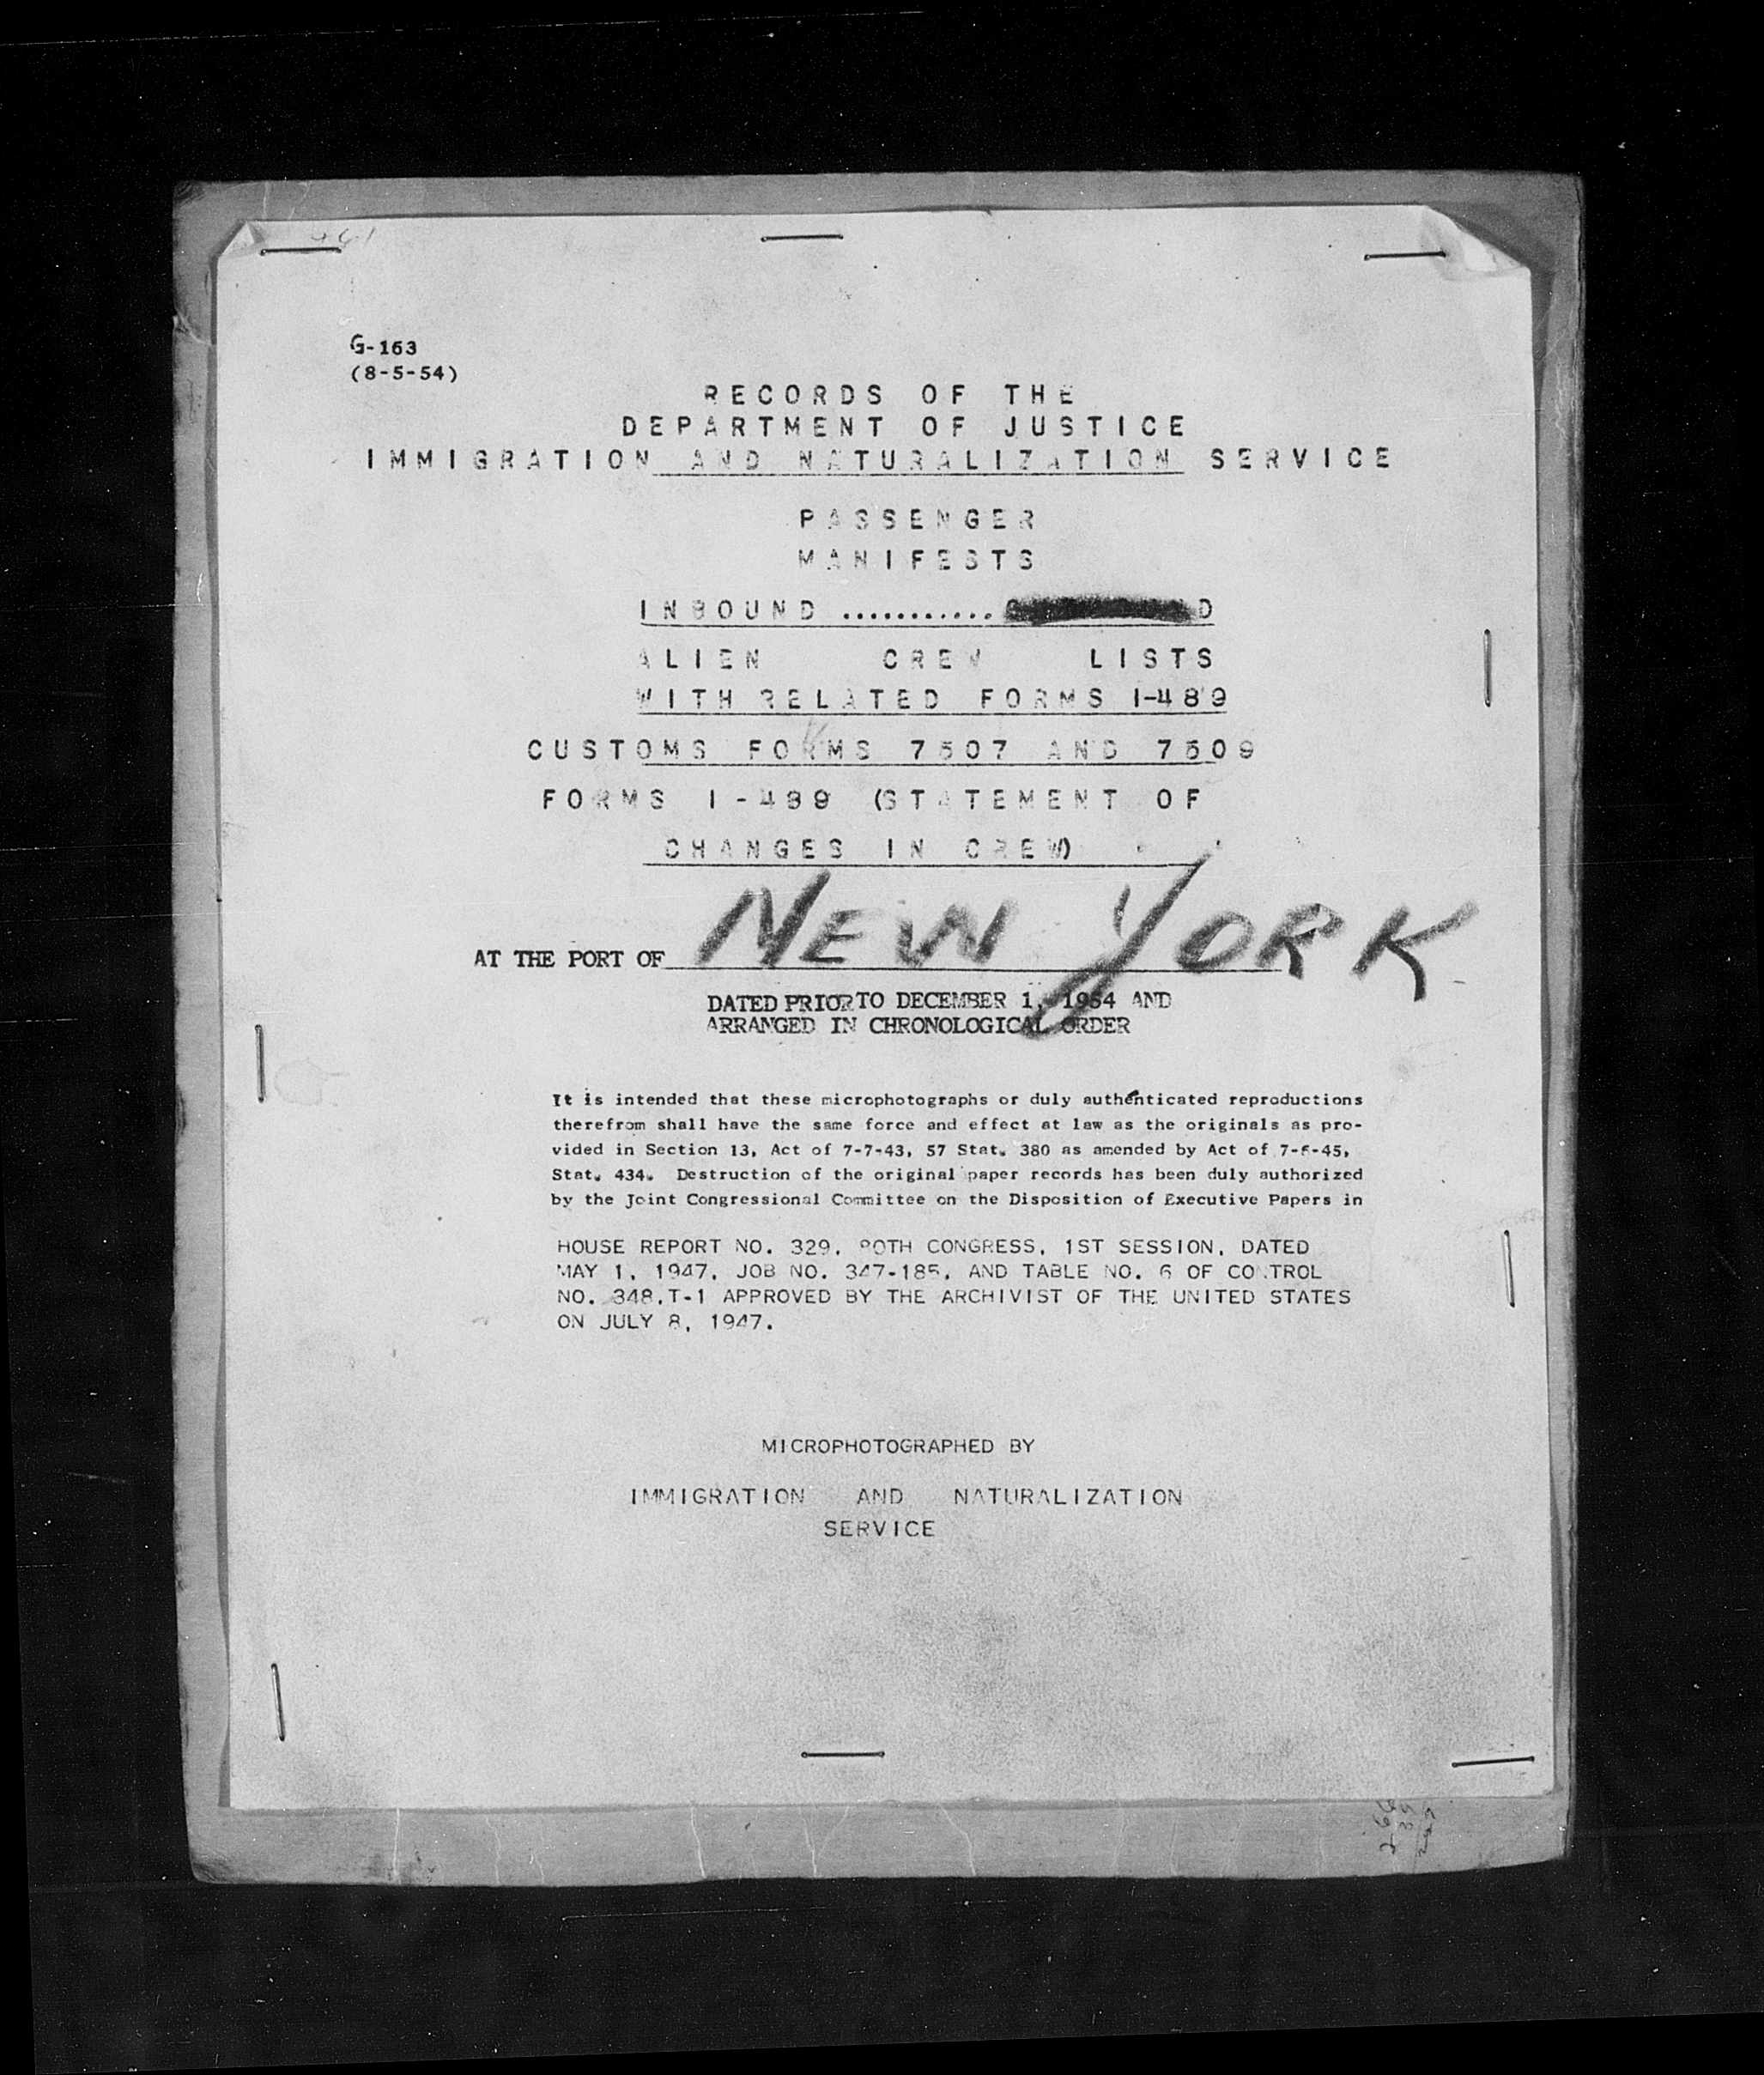 G-163
(8-5-54)
RECORDS OF THE
DEPARTMENT OF JUSTICE
IMMIGRATION AND NATURALIZATION SERVICE
PASSENGER
MANIFESTS
INBOUND ...........
ALIEN CREW LISTS
WITH RELATED FORMS I-489
CUSTOMS FORMS 7507 AND 7509
FORMS I-489 (STATEMENT OF
CHANGES IN CREW)
AT THE PORT OF NEW YORK
DATED PRIOR TO DECEMBER 1, 1954 AND
ARRANGED IN CHRONOLOGICAL ORDER
It is intended that these microphotographs or duly authenticated reproductions
therefrom shall have the same force and effect at law as the originals as pro-
vided in Section 13, Act of 7-7-43, 57 Stat. 380 as amended by Act of 7-6-45,
Stat. 434. Destruction of the original paper records has been duly authorized
by the Joint Congressional Committee on the Disposition of Executive Papers in
HOUSE REPORT NO. 329, 80TH CONGRESS, 1ST SESSION, DATED
MAY 1, 1947, JOB NO. 347-185, AND TABLE NO. 6 OF CONTROL
NO. 348.T-1 APPROVED BY THE ARCHIVIST OF THE UNITED STATES
ON JULY 8, 1947.
MICROPHOTOGRAPHED BY
IMMIGRATION AND NATURALIZATION
SERVICE